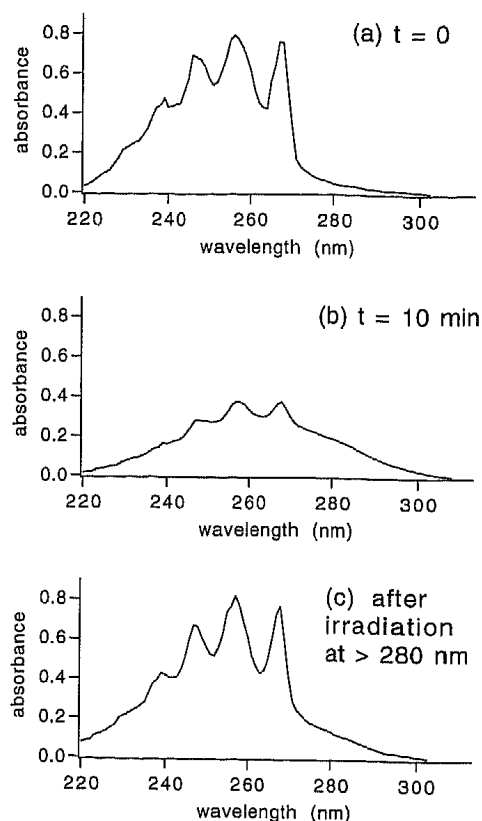 (a) t = 0
absorbance
0.8
0.6
0.4
0.2
0.0
220 240 260 280 300
wavelength (nm)
(b) t = 10 min
absorbance
0.8
0.6
0.4
0.2
0.0
220 240 260 280 300
wavelength (nm)
(c) after
irradiation
at > 280 nm
absorbance
0.8
0.6
0.4
0.2
0.0
220 240 260 280 300
wavelength (nm)